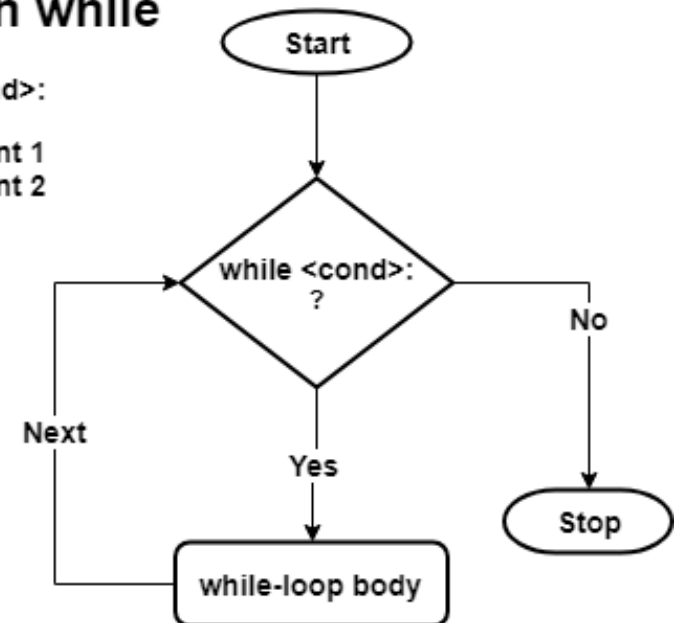 n while
Start
d>:
nt 1
nt 2
while <cond>:
?
No
Next
Yes
Stop
while-loop body